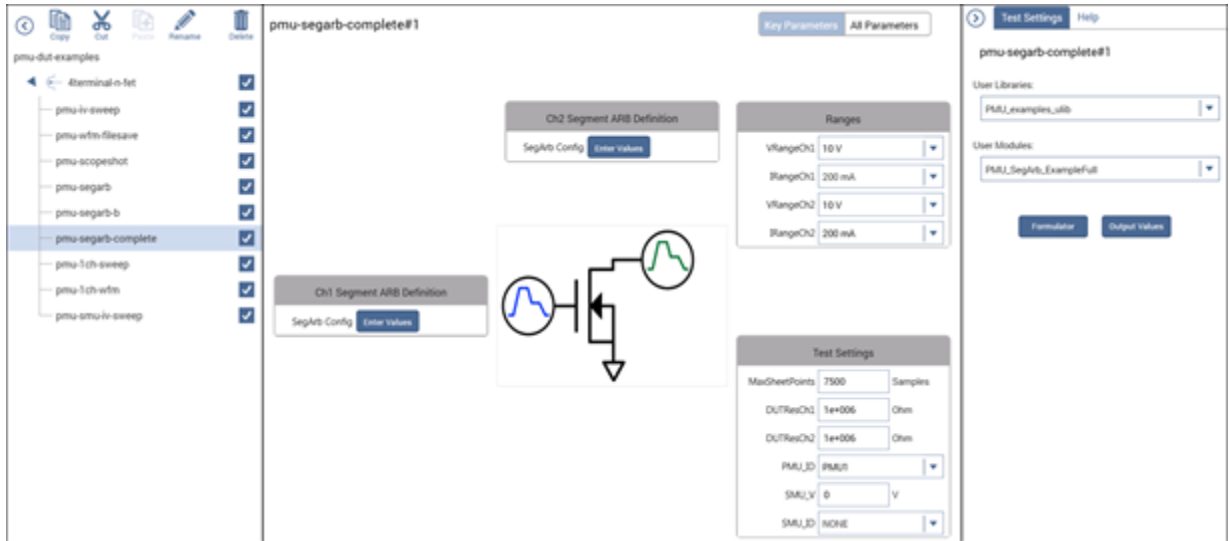 Copy Cut Paste Rename Delete
pmu-dut-examples
4terminal-n-fet
pmu-iv-sweep
pmu-wfm-filesave
pmu-scopeshot
pmu-segarb
pmu-segarb-b
pmu-segarb-complete
pmu-1ch-sweep
pmu-1ch-wfm
pmu-smu-iv-sweep
pmu-segarb-complete#1
Key Parameters All Parameters
Ch2 Segment ARB Definition
SegArb Config Enter Values
Ch1 Segment ARB Definition
SegArb Config Enter Values
Ranges
VRangeCh1 10 V
IRangeCh1 200 mA
VRangeCh2 10 V
IRangeCh2 200 mA
Test Settings
MaxSheetPoints 7500 Samples
DUTResCh1 1e+006 Ohm
DUTResCh2 1e+006 Ohm
PMU_ID PMU1
SMU_V 0 V
SMU_ID NONE
Test Settings Help
pmu-segarb-complete#1
User Libraries:
PMU_examples_ulib
User Modules:
PMU_SegArb_ExampleFull
Formulator Output Values